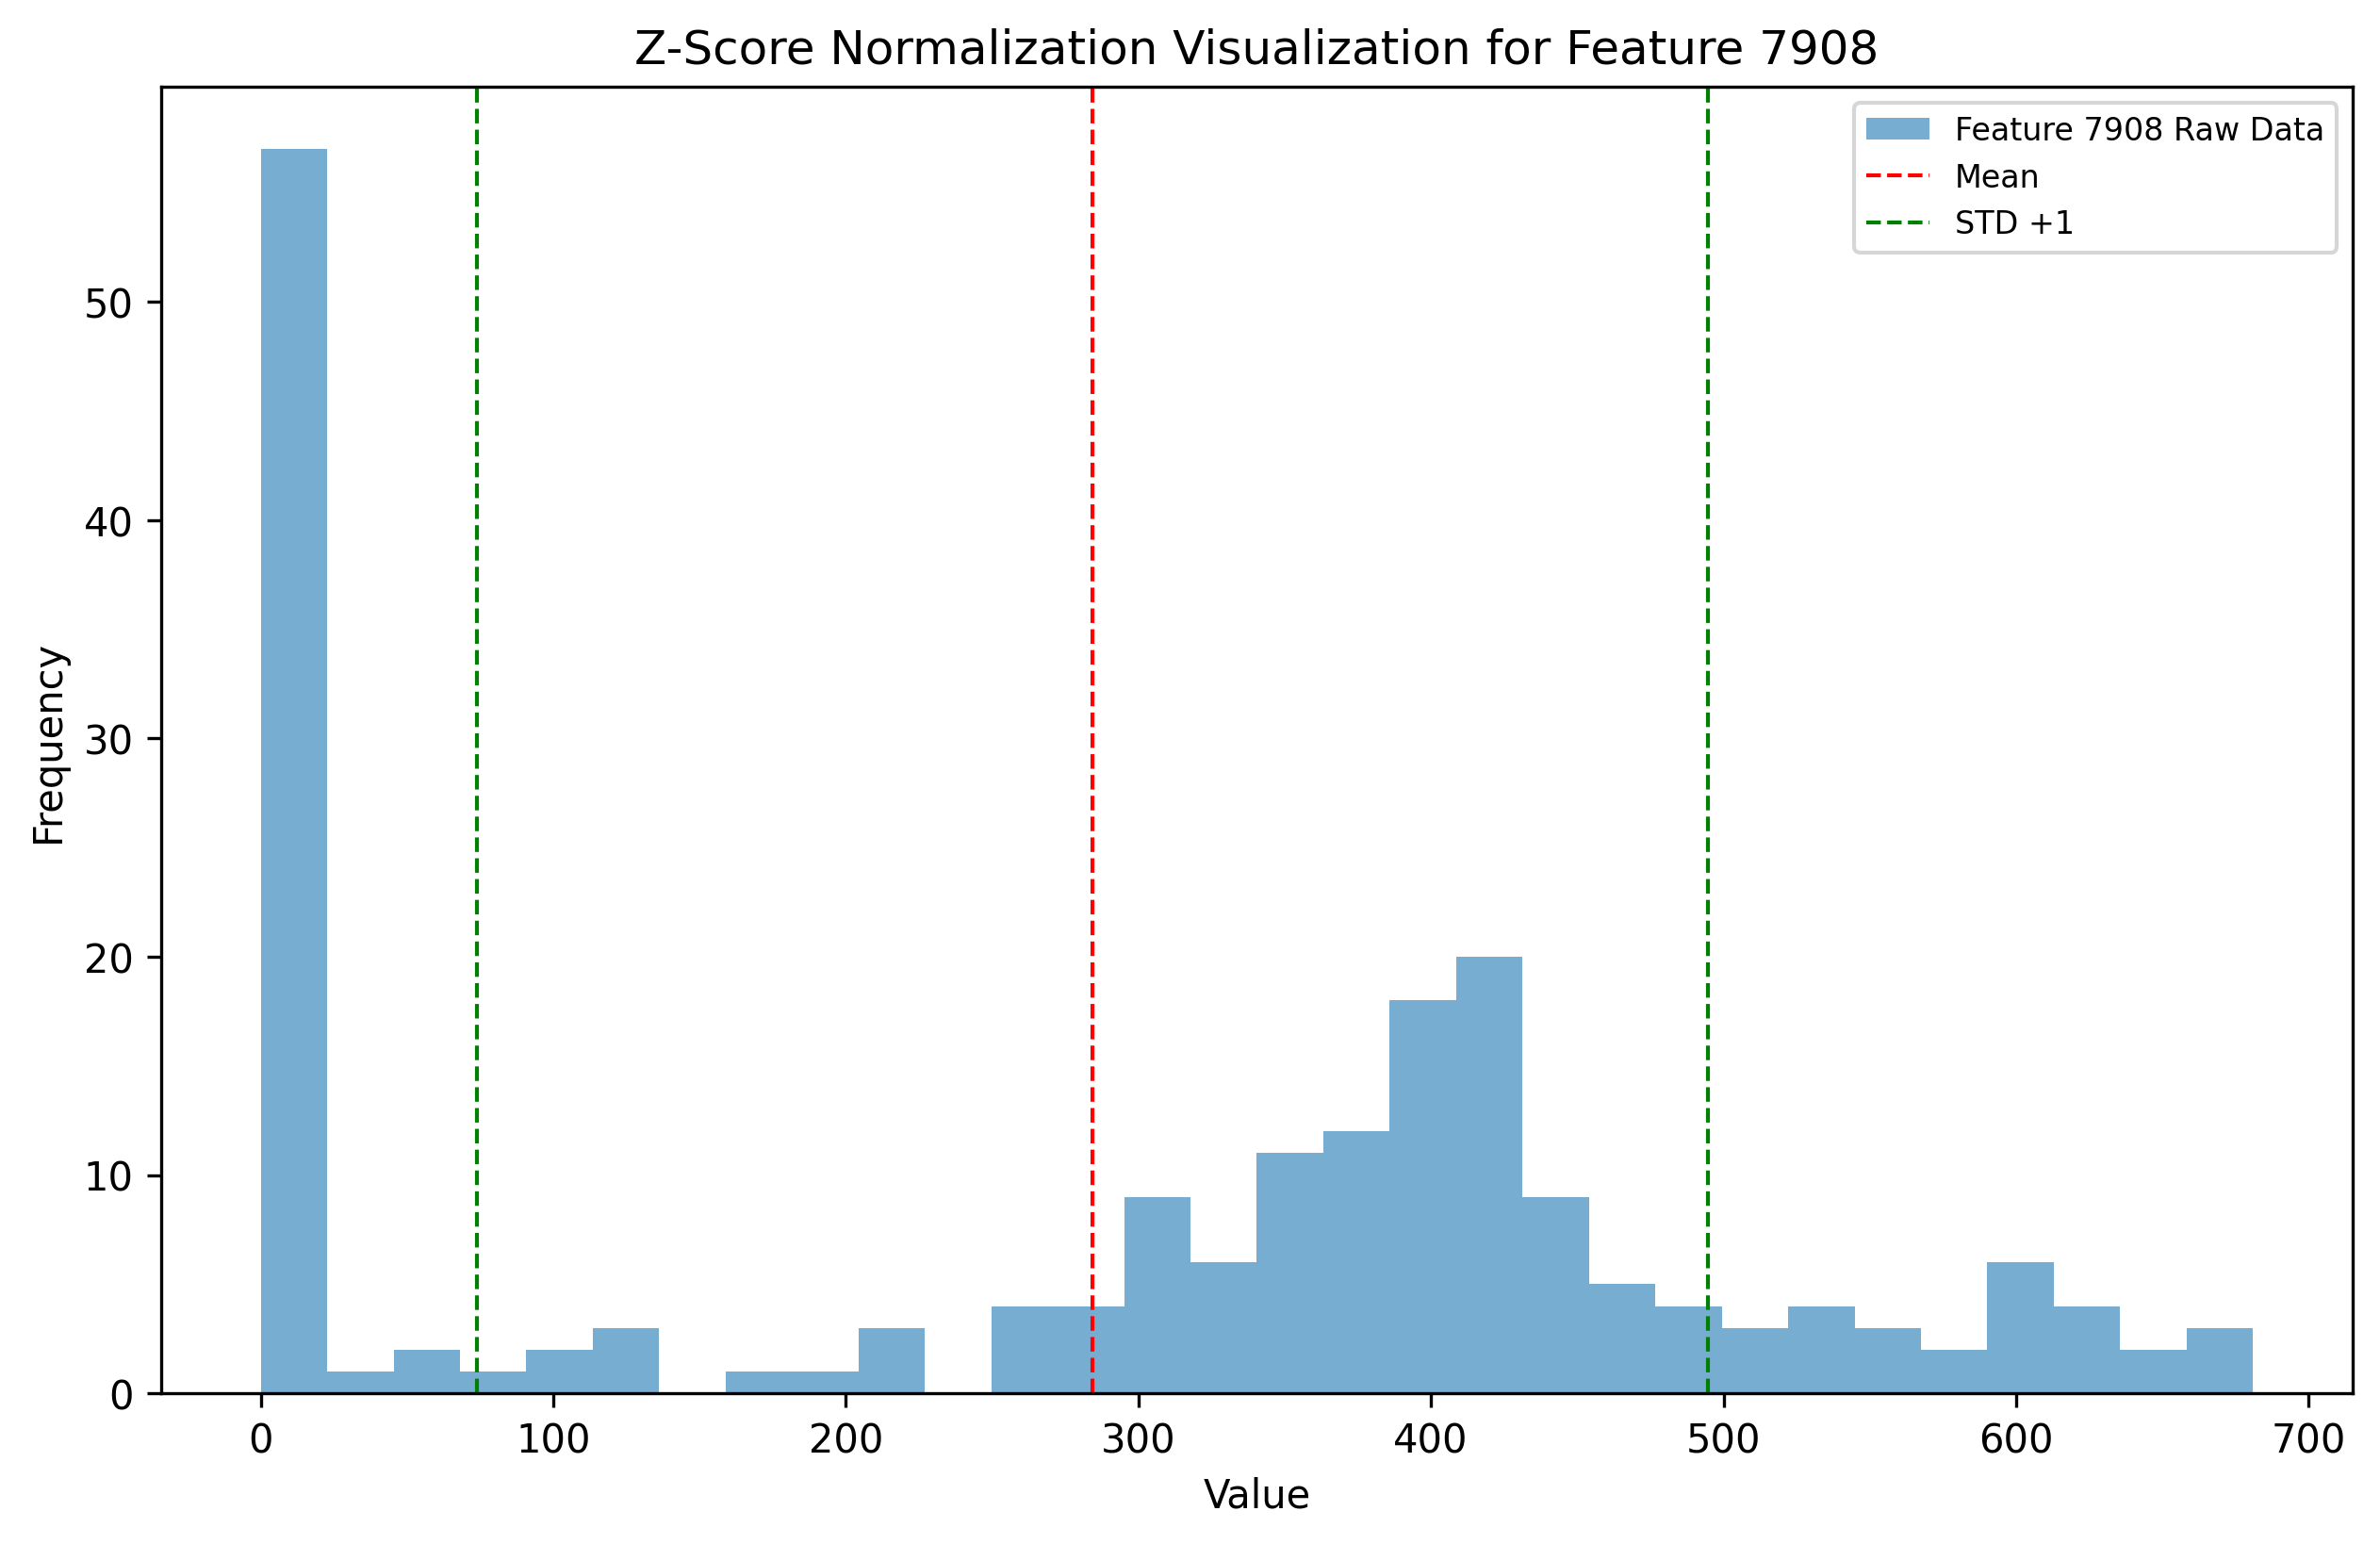 Z-Score Normalization Visualization for Feature 7908
Feature 7908 Raw Data
Mean
STD +1
Frequency
50
40
30
20
10
0
0 100 200 300 400 500 600 700
Value